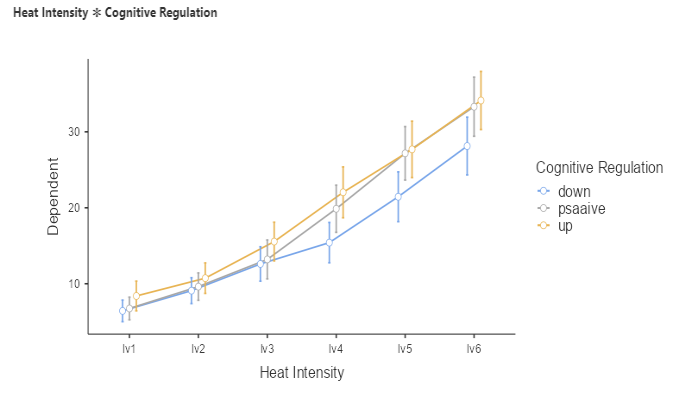 Heat Intensity ✻ Cognitive Regulation
30
20
10
Dependent
lv1 lv2 lv3 lv4 lv5 lv6
Heat Intensity
Cognitive Regulation
down
psaaive
up